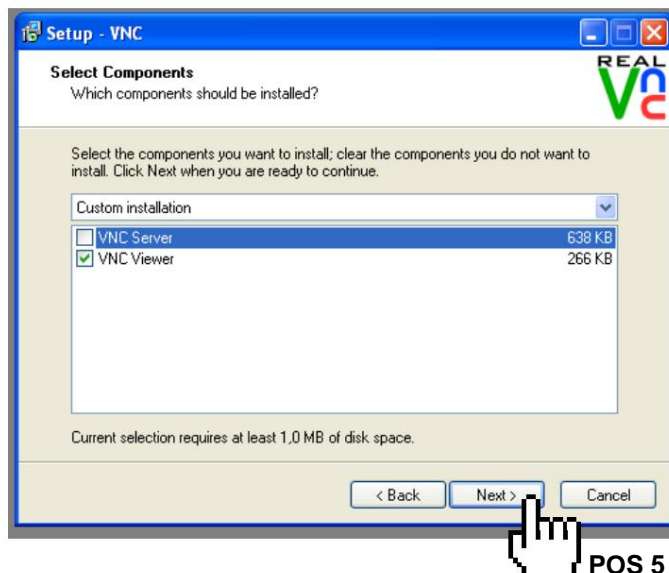 Setup - VNC
Select Components
Which components should be installed?
REAL
VNC
Select the components you want to install; clear the components you do not want to
install. Click Next when you are ready to continue.
Custom installation
VNC Server 638 KB
VNC Viewer 266 KB
Current selection requires at least 1,0 MB of disk space.
< Back Next > Cancel
POS 5